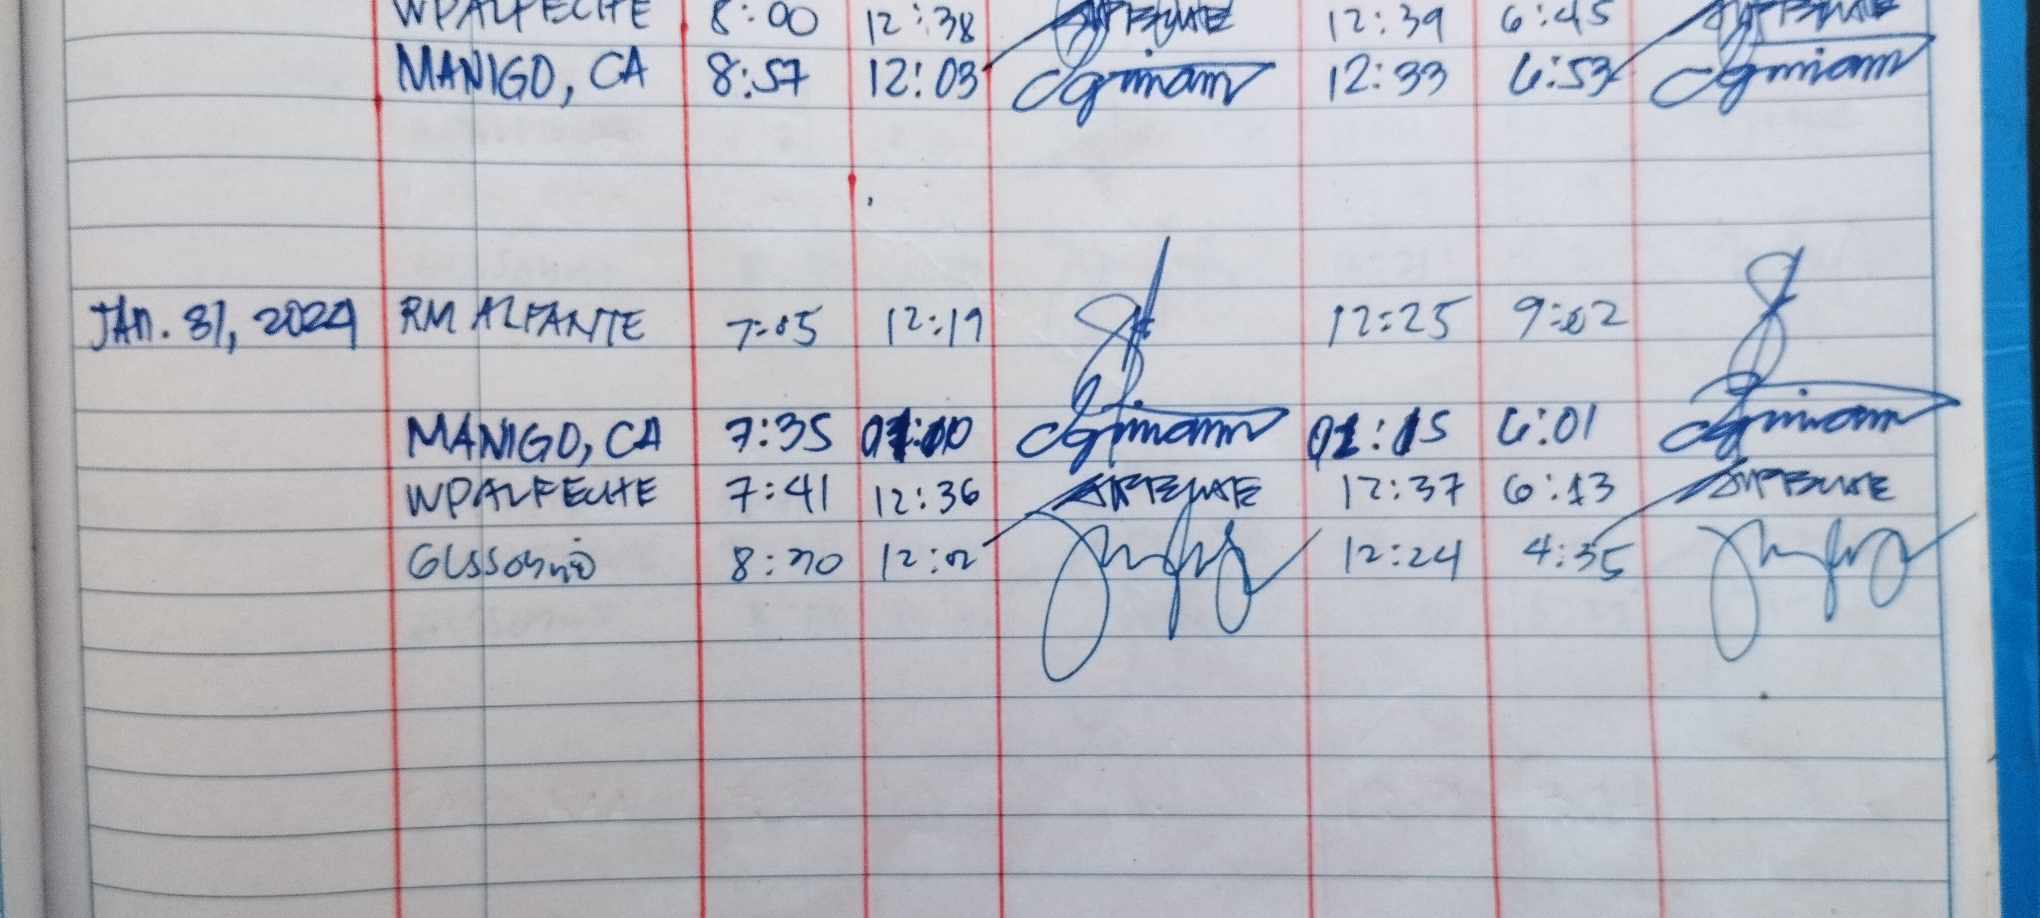 WPALFECHE 8:00 12:38 12:39 6:45
MANIGO, CA 8:57 12:03 12:33 6:53
JAN. 31, 2024 RM ALFANTE 7:05 12:19 12:25 9:02
MANIGO, CA 7:35 01:00 01:15 6:01
WPALFECHE 7:41 12:36 12:37 6:13
8:20 12:02 12:24 4:35